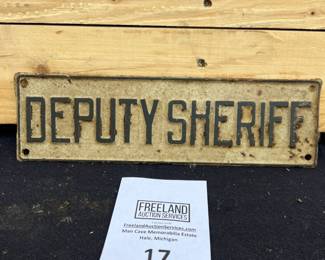 DEPUTY SHERIFF
FREELAND
AUCTION SERVICES
FreelandAuctionServices.com
Man Cave Memorabilia Estate
Hale, Michigan
17